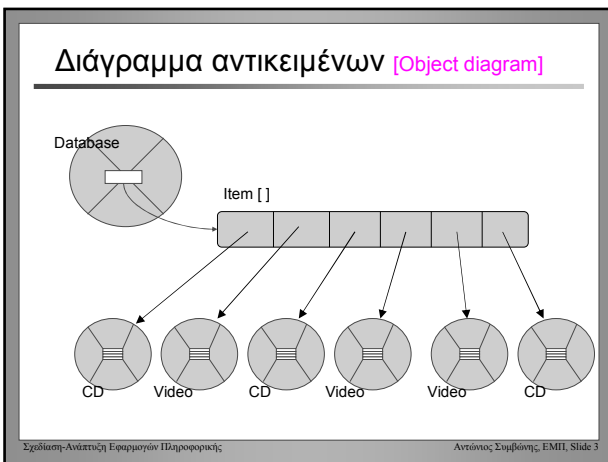 Διάγραμμα αντικειμένων [Object diagram]
Database
Item [ ]
CD Video CD Video Video CD
Σχεδίαση-Ανάπτυξη Εφαρμογών Πληροφορικής Αντώνιος Συμβώνης, ΕΜΠ, Slide 3